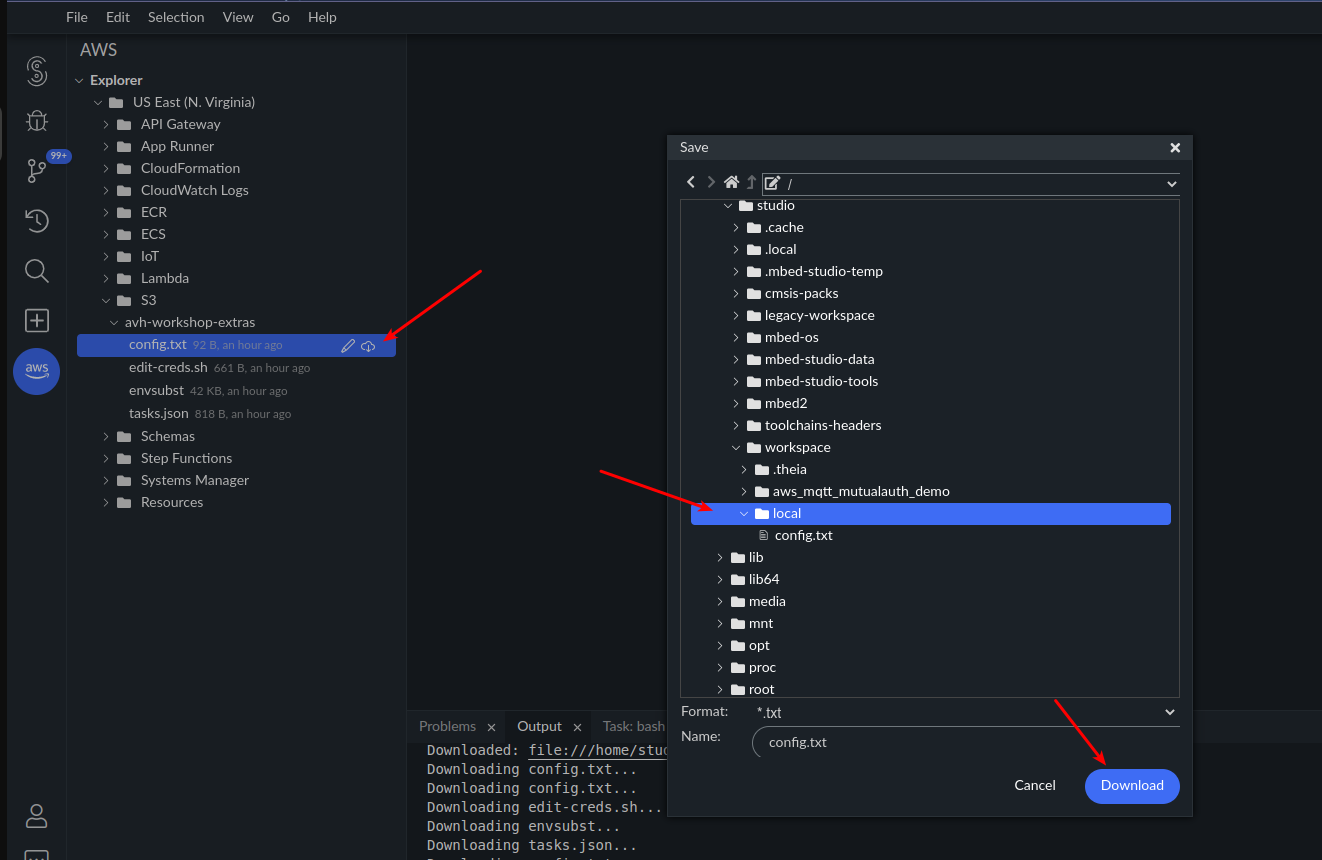 File Edit Selection View Go Help
AWS
Explorer
US East (N. Virginia)
API Gateway
App Runner
CloudFormation
99+
CloudWatch Logs
ECR
ECS
IoT
Lambda
S3
avh-workshop-extras
config.txt 92 B, an hour ago
edit-creds.sh 661 B, an hour ago
aws
envsubst 42 KB, an hour ago
tasks.json 818 B, an hour ago
Schemas
Step Functions
Systems Manager
Resources
Save
/
studio
.cache
.local
.mbed-studio-temp
cmsis-packs
legacy-workspace
mbed-os
mbed-studio-data
mbed-studio-tools
mbed2
toolchains-headers
workspace
.theia
aws_mqtt_mutualauth_demo
local
config.txt
lib
lib64
media
mnt
opt
proc
root
Format: *.txt
Name: config.txt
Cancel Download
Problems Output Task: bash
Downloaded: file:///home/stud
Downloading config.txt...
Downloading config.txt...
Downloading edit-creds.sh...
Downloading envsubst...
Downloading tasks.json...